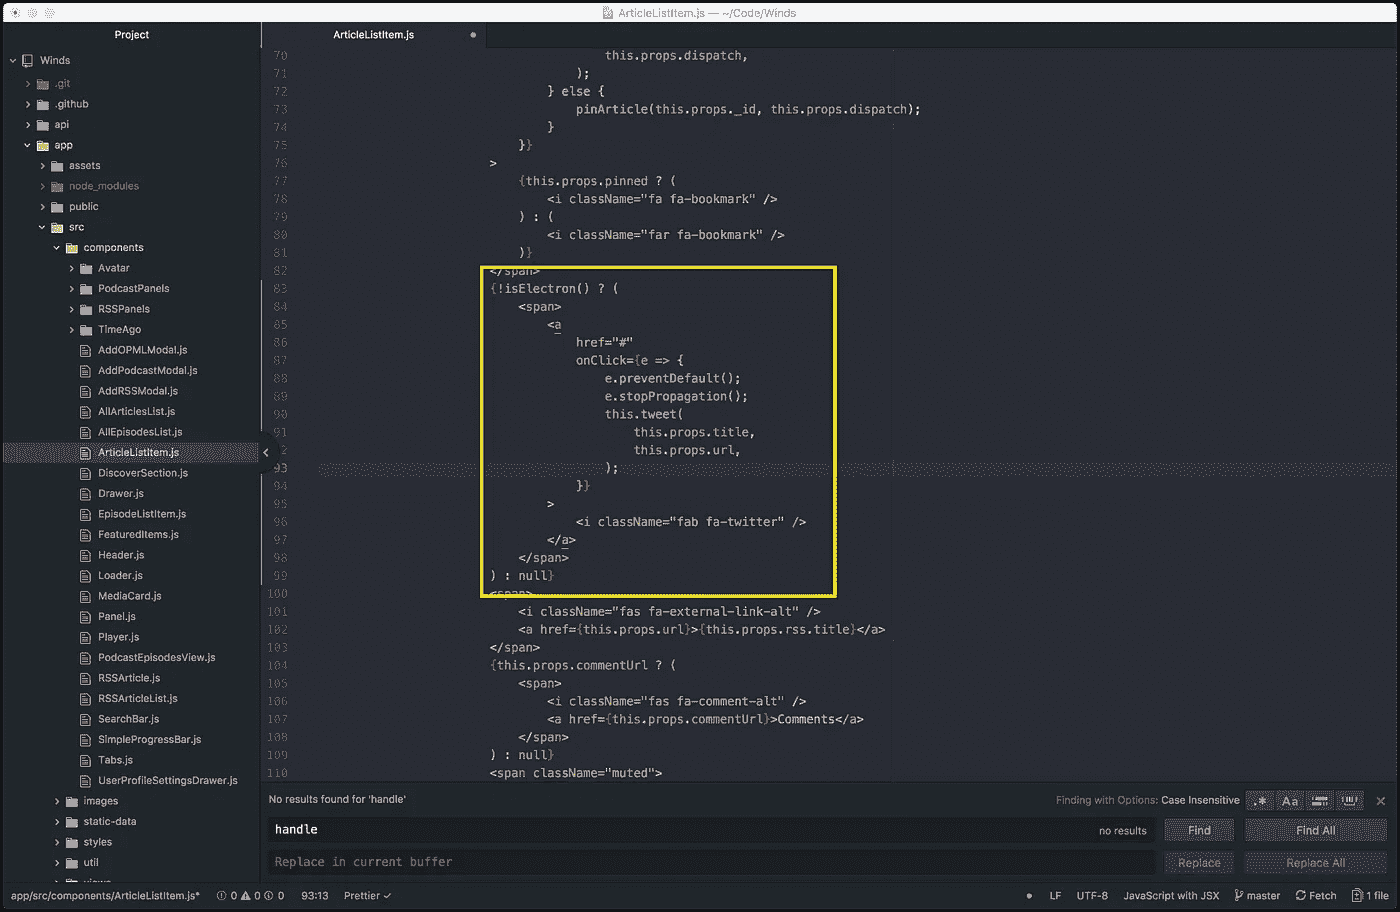 ArticleListItem.js — ~/Code/Winds
Project
Winds
.git
.github
api
app
assets
node_modules
public
src
components
Avatar
PodcastPanels
RSSPanels
TimeAgo
AddOPMLModal.js
AddPodcastModal.js
AddRSSModal.js
AllArticlesList.js
AllEpisodesList.js
ArticleListItem.js
DiscoverSection.js
Drawer.js
EpisodeListItem.js
FeaturedItems.js
Header.js
Loader.js
MediaCard.js
Panel.js
Player.js
PodcastEpisodesView.js
RSSArticle.js
RSSArticleList.js
SearchBar.js
SimpleProgressBar.js
Tabs.js
UserProfileSettingsDrawer.js
images
static-data
styles
util
views
ArticleListItem.js
70 this.props.dispatch,
71 );
72 } else {
73 pinArticle(this.props._id, this.props.dispatch);
74 }
75 }}
76 >
77 {this.props.pinned ? (
78 <i className="fa fa-bookmark" />
79 ) : (
80 <i className="far fa-bookmark" />
81 )}
82 </span>
83 {!isElectron() ? (
84 <span>
85 <a
86 href="#"
87 onClick={e => {
88 e.preventDefault();
89 e.stopPropagation();
90 this.tweet(
91 this.props.title,
92 this.props.url,
93 );
94 }}
95 >
96 <i className="fab fa-twitter" />
97 </a>
98 </span>
99 ) : null}
100 <span>
101 <i className="fas fa-external-link-alt" />
102 <a href={this.props.url}>{this.props.rss.title}</a>
103 </span>
104 {this.props.commentUrl ? (
105 <span>
106 <i className="fas fa-comment-alt" />
107 <a href={this.props.commentUrl}>Comments</a>
108 </span>
109 ) : null}
110 <span className="muted">
No results found for 'handle'
Finding with Options: Case Insensitive
.* Aa
handle
no results
Find
Find All
Replace in current buffer
Replace
Replace All
app/src/components/ArticleListItem.js* 0 0 0 93:13 Prettier ✓
LF UTF-8 JavaScript with JSX master Fetch 1 file